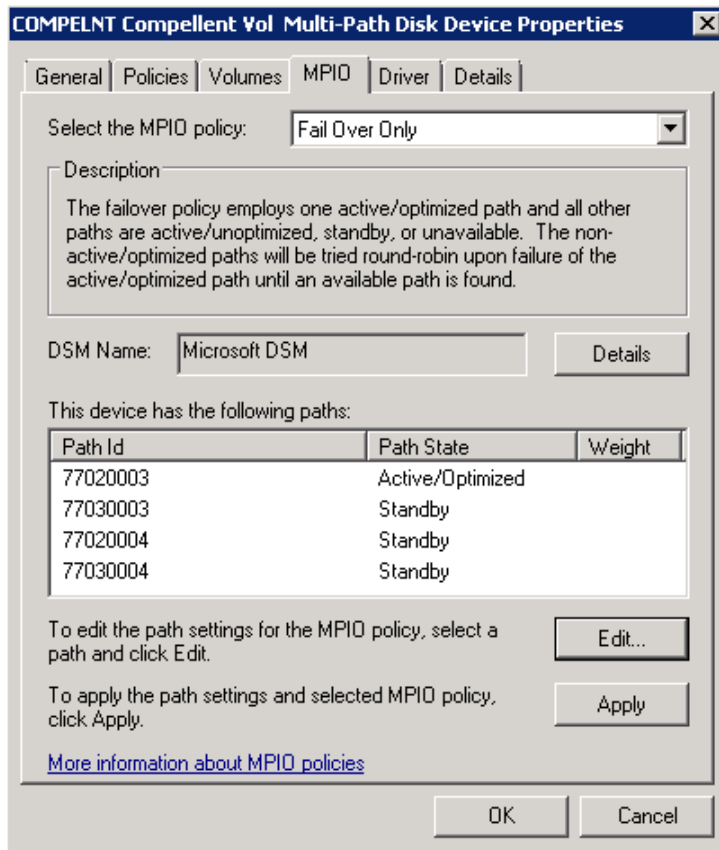 COMPELNT Compellent Vol  Multi-Path Disk Device Properties
General Policies Volumes MPIO Driver Details
Select the MPIO policy: Fail Over Only
Description
The failover policy employs one active/optimized path and all other
paths are active/unoptimized, standby, or unavailable.  The non-
active/optimized paths will be tried round-robin upon failure of the
active/optimized path until an available path is found.
DSM Name: Microsoft DSM Details
This device has the following paths:
Path Id Path State Weight
77020003 Active/Optimized
77030003 Standby
77020004 Standby
77030004 Standby
To edit the path settings for the MPIO policy, select a
path and click Edit.
Edit...
To apply the path settings and selected MPIO policy,
click Apply.
Apply
More information about MPIO policies
OK Cancel